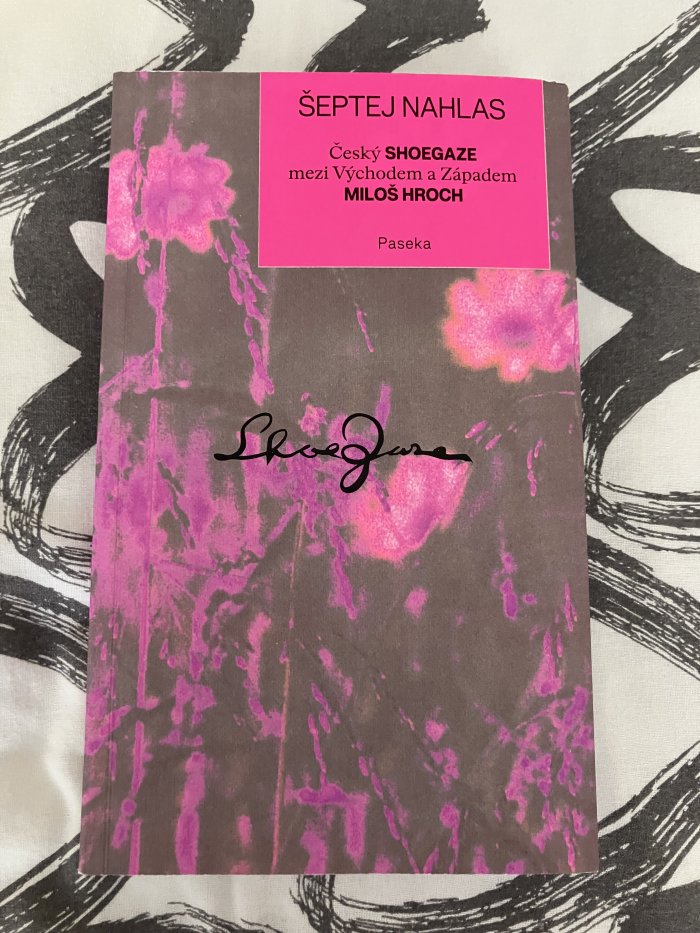 ŠEPTEJ NAHLAS
Český SHOEGAZE
mezi Východem a Západem
MILOŠ HROCH
Paseka
ShoeGaze